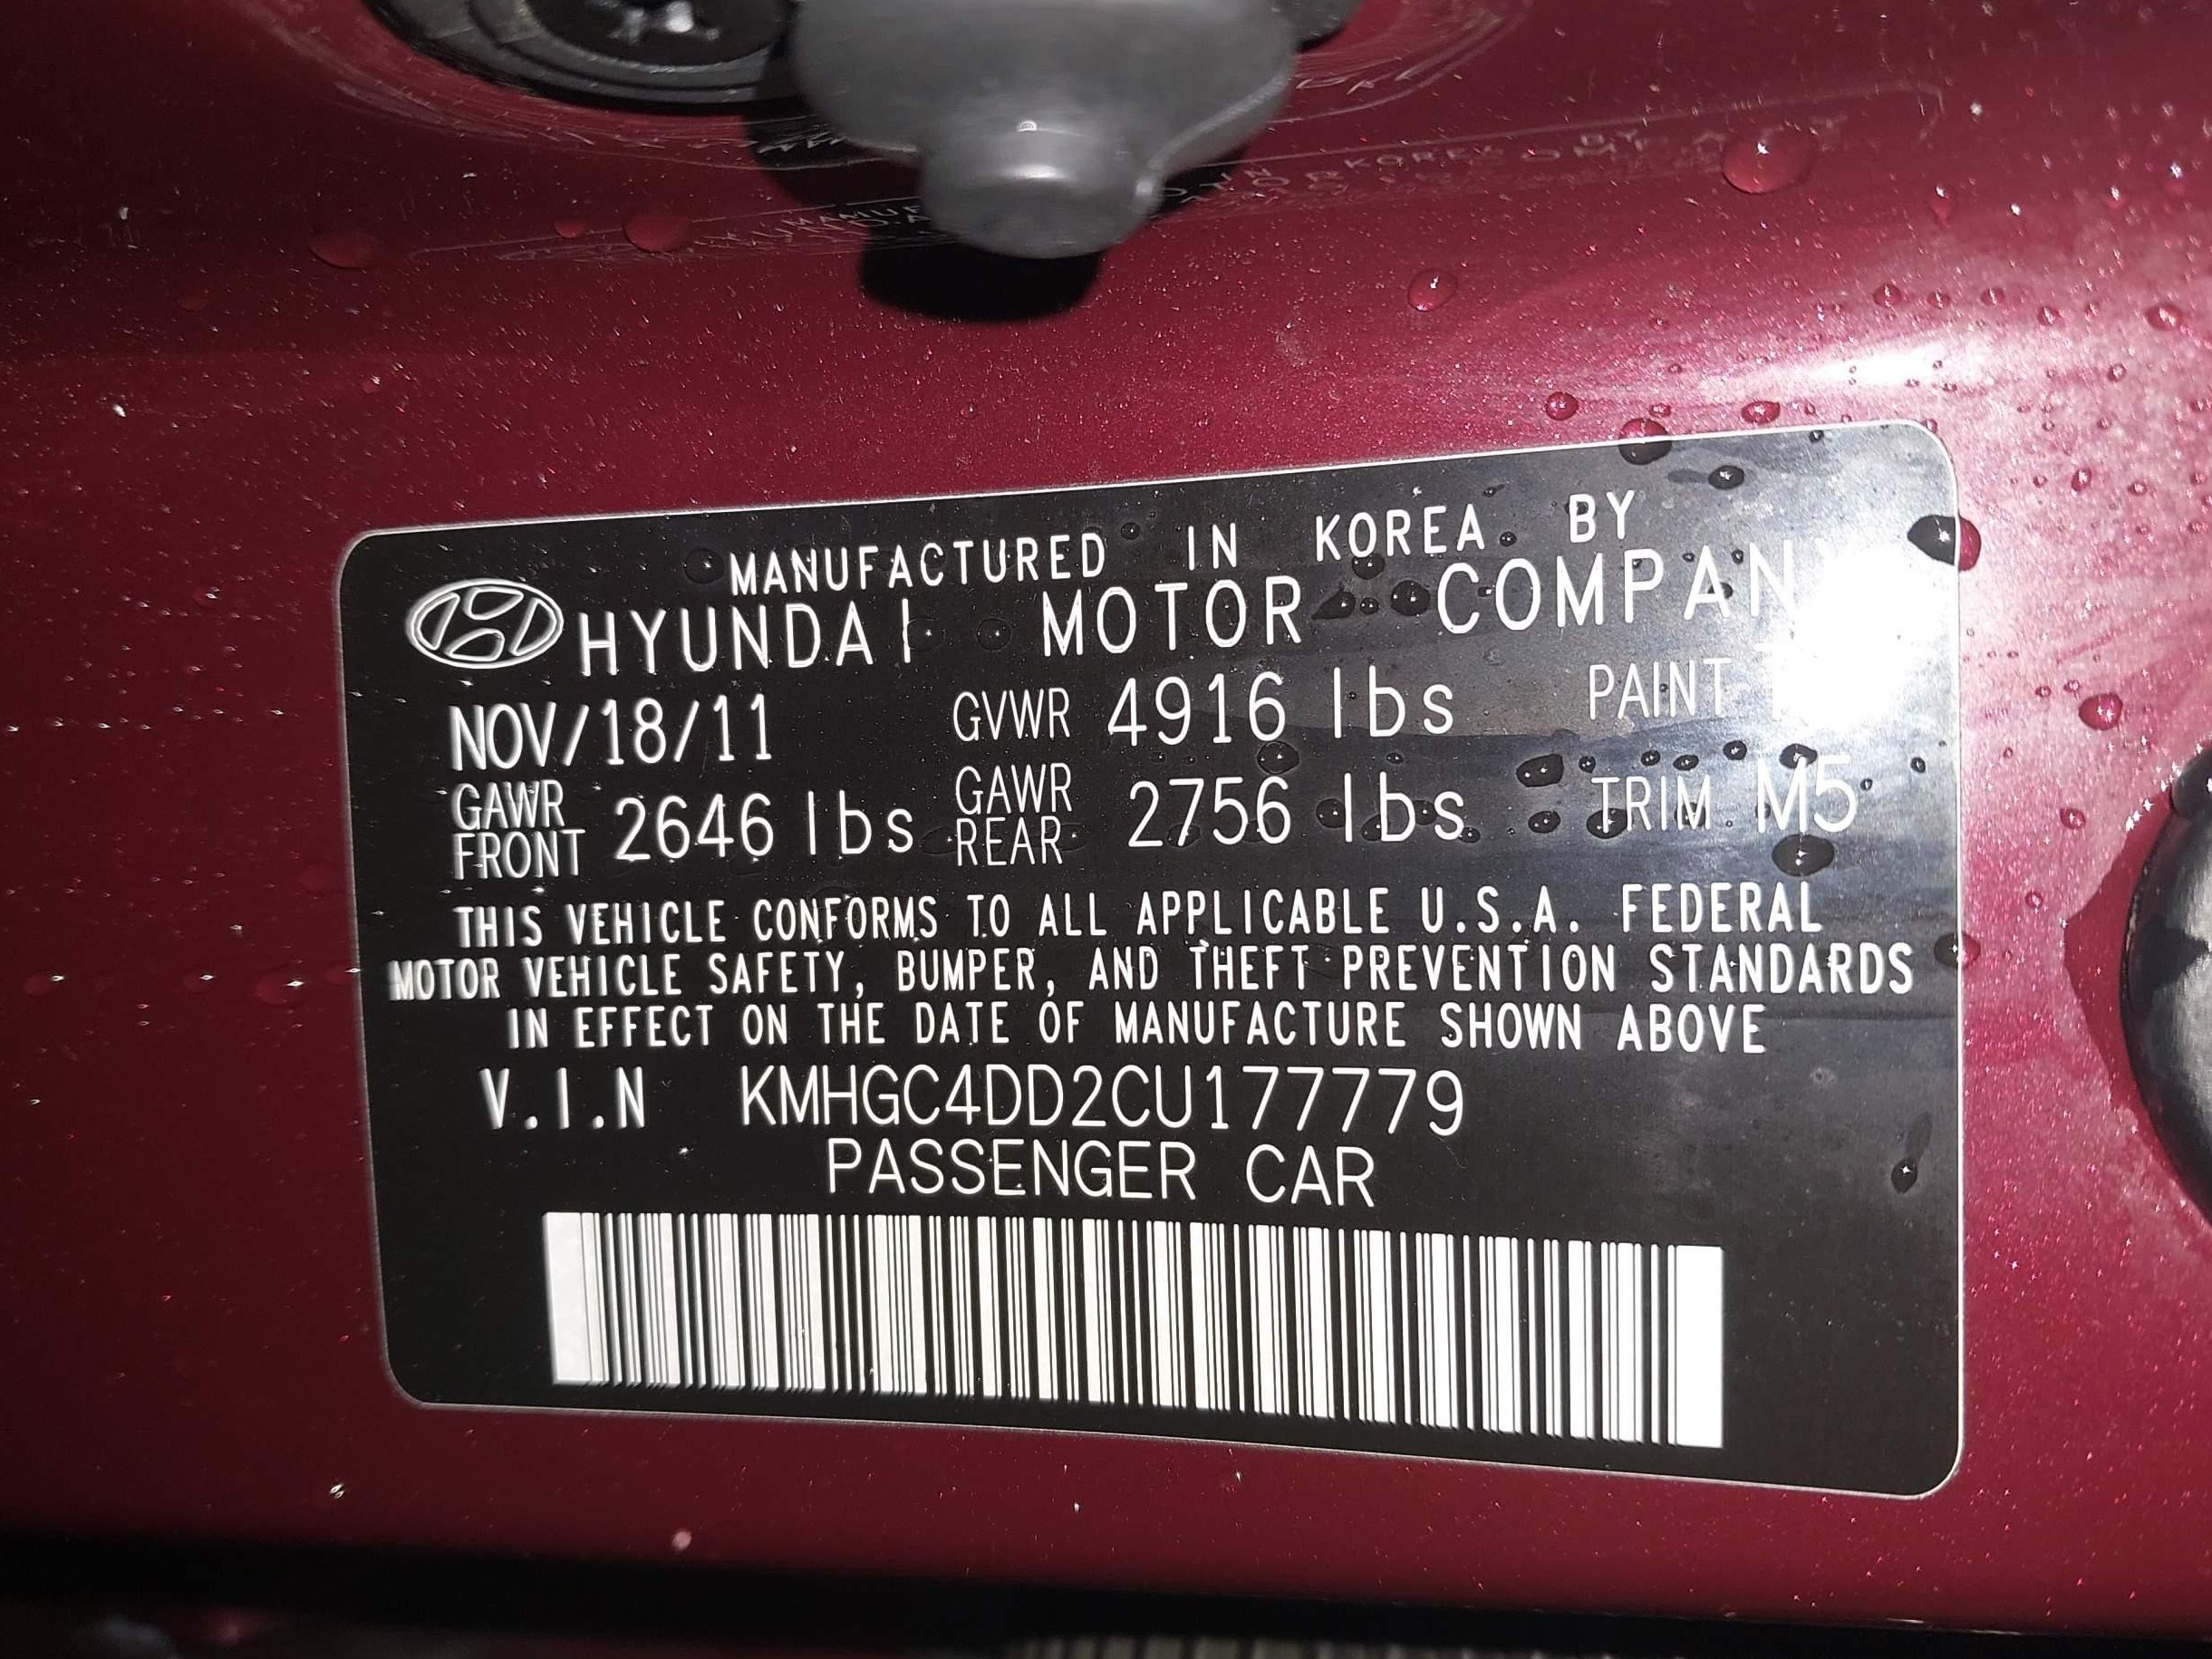 MANUFACTURED IN KOREA BY
HYUNDAI MOTOR COMPANY
NOV/18/11 GVWR 4916 lbs PAINT
GAWR FRONT 2646 lbs GAWR REAR 2756 lbs TRIM M5
THIS VEHICLE CONFORMS TO ALL APPLICABLE U.S.A. FEDERAL
MOTOR VEHICLE SAFETY, BUMPER, AND THEFT PREVENTION STANDARDS
IN EFFECT ON THE DATE OF MANUFACTURE SHOWN ABOVE
V.I.N KMHGC4DD2CU177779
PASSENGER CAR